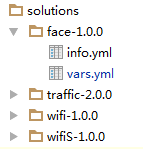 solutions
face-1.0.0
info.yml
vars.yml
traffic-2.0.0
wifi-1.0.0
wifiS-1.0.0